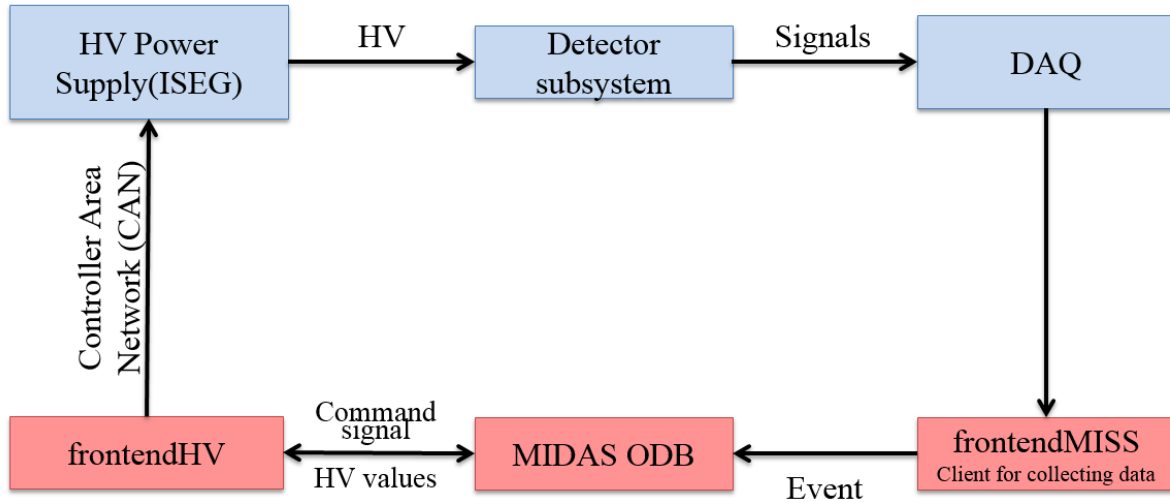 HV Power
Supply(ISEG)
HV
Detector
subsystem
Signals
DAQ
Controller Area
Network (CAN)
frontendHV
Command
signal
HV values
MIDAS ODB
Event
frontendMISS
Client for collecting data